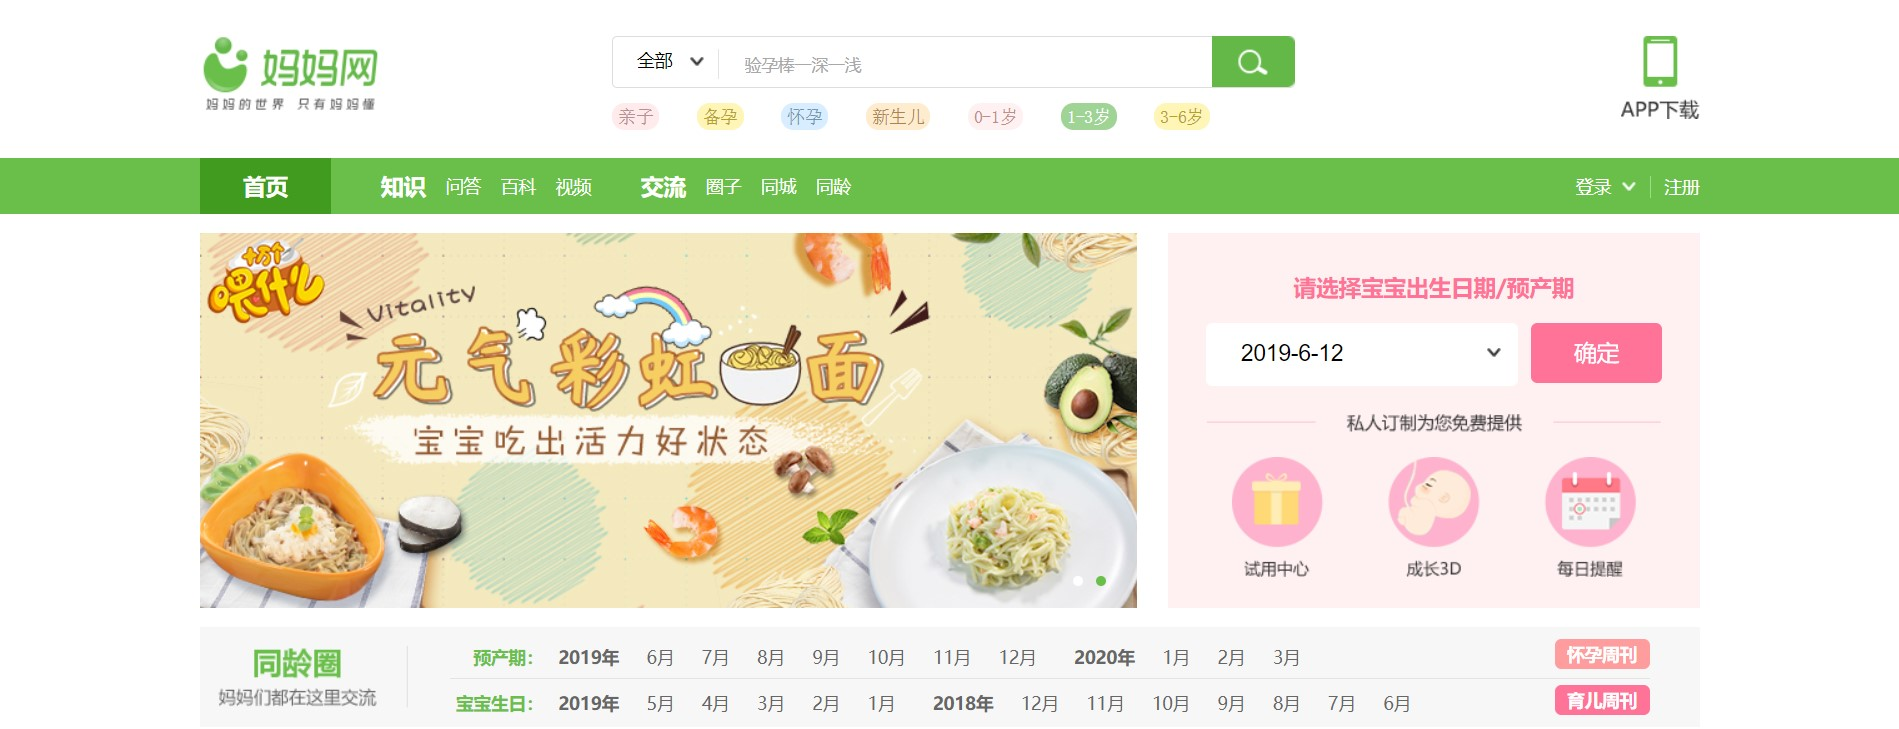 妈妈网
妈妈的世界 只有妈妈懂
全部 验孕棒一深一浅
亲子 备孕 怀孕 新生儿 0-1岁 1-3岁 3-6岁
APP下载
首页 知识 问答 百科 视频 交流 圈子 同城 同龄 登录 注册
十万个
喂什么
Vitality
元气彩虹面
宝宝吃出活力好状态
请选择宝宝出生日期/预产期
2019-6-12 确定
私人订制为您免费提供
试用中心 成长3D 每日提醒
同龄圈
妈妈们都在这里交流
预产期: 2019年 6月 7月 8月 9月 10月 11月 12月 2020年 1月 2月 3月 怀孕周刊
宝宝生日: 2019年 5月 4月 3月 2月 1月 2018年 12月 11月 10月 9月 8月 7月 6月 育儿周刊